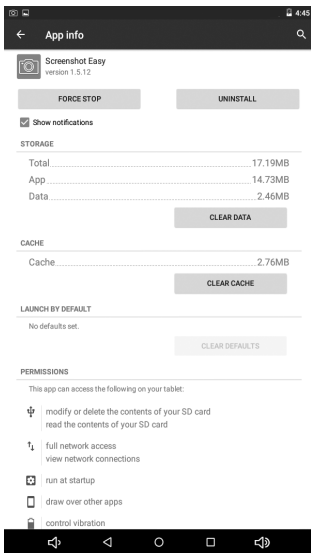 4:45
App info
Screenshot Easy
version 1.5.12
FORCE STOP
UNINSTALL
Show notifications
STORAGE
Total 17.19MB
App 14.73MB
Data 2.46MB
CLEAR DATA
CACHE
Cache 2.76MB
CLEAR CACHE
LAUNCH BY DEFAULT
No defaults set.
CLEAR DEFAULTS
PERMISSIONS
This app can access the following on your tablet:
modify or delete the contents of your SD card
read the contents of your SD card
full network access
view network connections
run at startup
draw over other apps
control vibration